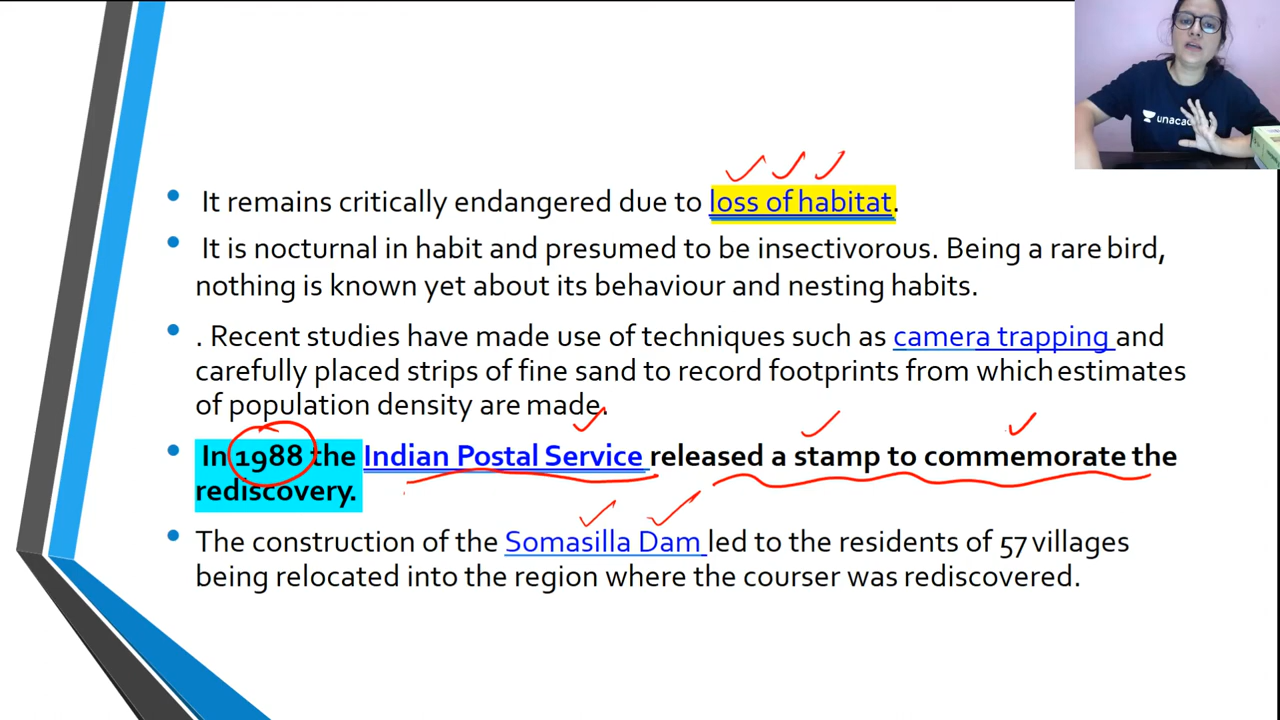 unacademy
• It remains critically endangered due to loss of habitat.
• It is nocturnal in habit and presumed to be insectivorous. Being a rare bird,
nothing is known yet about its behaviour and nesting habits.
• . Recent studies have made use of techniques such as camera trapping and
carefully placed strips of fine sand to record footprints from which estimates
of population density are made.
• In 1988 the Indian Postal Service released a stamp to commemorate the
rediscovery.
• The construction of the Somasilla Dam led to the residents of 57 villages
being relocated into the region where the courser was rediscovered.